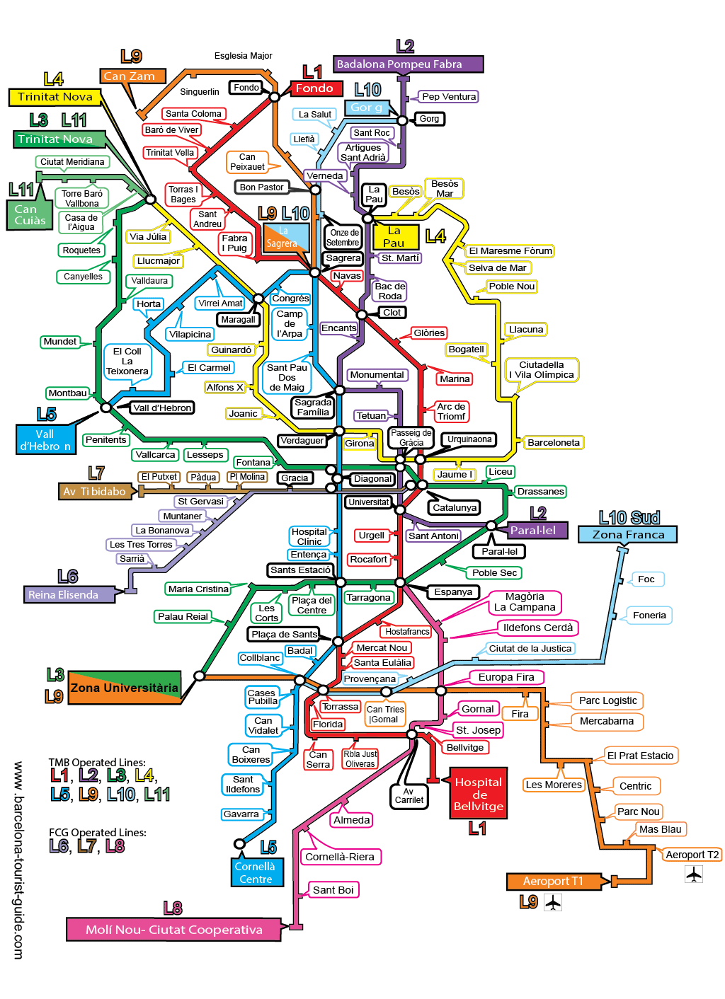 L2
Badalona Pompeu Fabra
Esglesia Major
L9
Can Zam
L1
Fondo
Fondo
Singuerlin
L4
Trinitat Nova
L10
Gor g
Pep Ventura
Gorg
La Salut
Llefià
Sant Roc
Artigues
Sant Adrià
Verneda
L3 L11
Trinitat Nova
Santa Coloma
Baró de Viver
Trinitat Vella
Can
Peixauet
Bon Pastor
Ciutat Meridiana
Torre Baró
Vallbona
Casa de
l'Aigua
L11
Can
Cuiàs
Torras I
Bages
Sant
Andreu
Fabra
I Puig
L9 L10
La
Sagrera
Onze de
Setembre
Sagrera
La
Pau
Besòs
Besòs
Mar
La
Pau
L4
El Maresme Fòrum
Selva de Mar
Poble Nou
Roquetes
Canyelles
Valldaura
Via Júlia
Llucmajor
St. Martí
Navas
Bac de
Roda
Clot
Horta
Virrei Amat
Vilapicina
Maragall
Congrés
Camp
de
l'Arpa
Encants
Glòries
Llacuna
Bogatell
Ciutadella
I Vila Olímpica
Mundet
El Coll
La
Teixonera
El Carmel
Guinardó
Alfons X
Joanic
Sant Pau
Dos
de Maig
Monumental
Marina
Montbau
Vall d'Hebron
L5
Vall
d'Hebro n
Sagrada
Família
Tetuan
Arc de
Triomf
Penitents
Vallcarca
Lesseps
Fontana
Verdaguer
Girona
Passeig de
Gràcia
Urquinaona
Barceloneta
Jaume I
L7
Av Ti bidabo
El Putxet
Pàdua
Pl Molina
Gracia
Diagonal
Liceu
Drassanes
St Gervasi
Muntaner
La Bonanova
Les Tres Torres
Sarrià
Universitat
Catalunya
L2
Paral·lel
Paral-lel
L10 Sud
Zona Franca
L6
Reina Elisenda
Hospital
Clínic
Entença
Sants Estació
Urgell
Rocafort
Sant Antoni
Poble Sec
Espanya
Foc
Foneria
Maria Cristina
Les
Corts
Plaça del
Centre
Tarragona
Palau Reial
Magòria
La Campana
Ildefons Cerdà
Plaça de Sants
Hostafrancs
Badal
Collblanc
Mercat Nou
Santa Eulàlia
Provençana
Ciutat de la Justica
Europa Fira
L3
L9
Zona Universitària
Cases
Pubilla
Can
Vidalet
Can
Boixeres
Sant
Ildefons
Gavarra
Torrassa
Florida
Can Tries
|Gornal
Gornal
St. Josep
Fira
Parc Logistic
Mercabarna
Can
Serra
Rbla Just
Oliveras
Bellvitge
Av
Carrilet
Hospital
de
Bellvitge
L1
El Prat Estacio
Les Moreres
Centric
Parc Nou
Mas Blau
Aeroport T2
Aeroport T1
L9
TMB Operated Lines:
L1, L2, L3, L4,
L5, L9, L10, L11
FCG Operated Lines:
L6, L7, L8
Almeda
Cornellà-Riera
Sant Boi
L5
Cornellà
Centre
L8
Molí Nou- Ciutat Cooperativa
www .barcelona-tourist-guide.com